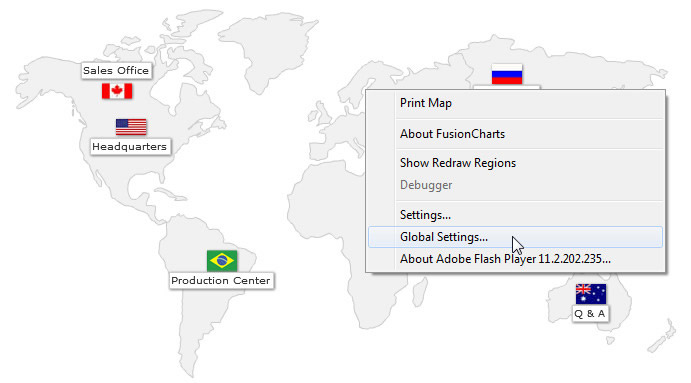 Sales Office
Headquarters
Print Map
About FusionCharts
Show Redraw Regions
Debugger
Settings...
Global Settings...
About Adobe Flash Player 11.2.202.235...
Production Center
Q & A